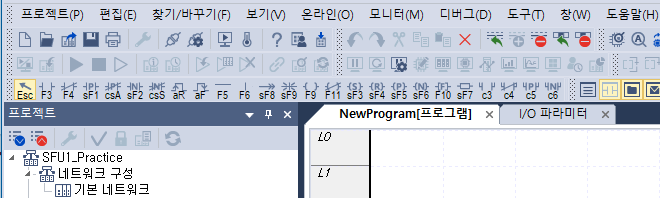 프로젝트(P) 편집(E) 찾기/바꾸기(F) 보기(V) 온라인(O) 모니터(M) 디버그(D) 도구(T) 창(W) 도움말(H)
Esc F3 F4 sF1 csA sF2 csS aR aF F5 F6 sF8 sF9 F9 F11 sF3 sF4 sF5 sF6 sF7 c3 c4 c5 c6
프로젝트
NewProgram[프로그램] I/O 파라미터
SFU1_Practice
네트워크 구성
기본 네트워크
L0
L1